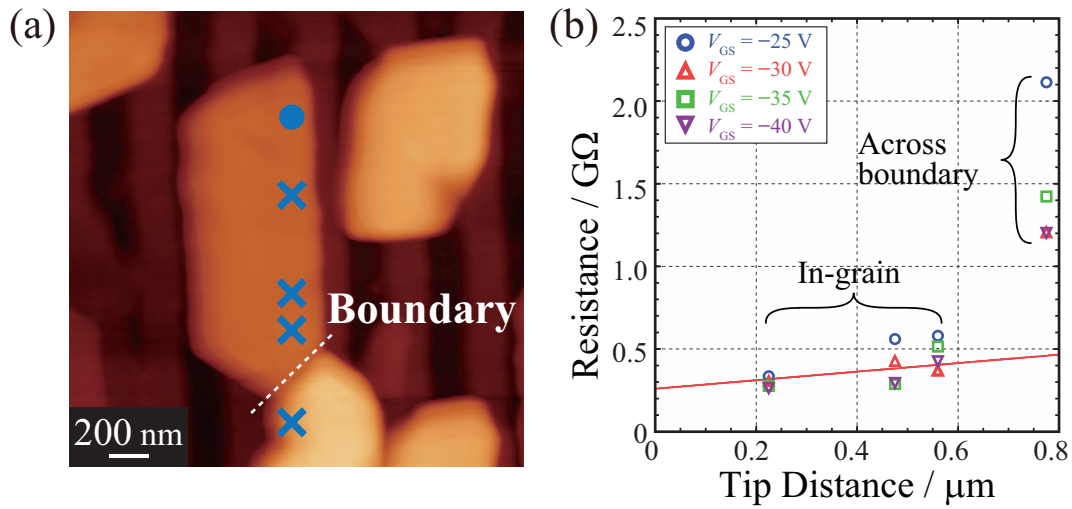 (a)
Boundary
200 nm
(b)
Resistance / GΩ
2.5
2.0
1.5
1.0
0.5
0
V_GS = −25 V
V_GS = −30 V
V_GS = −35 V
V_GS = −40 V
Across
boundary
In-grain
0 0.2 0.4 0.6 0.8
Tip Distance / μm